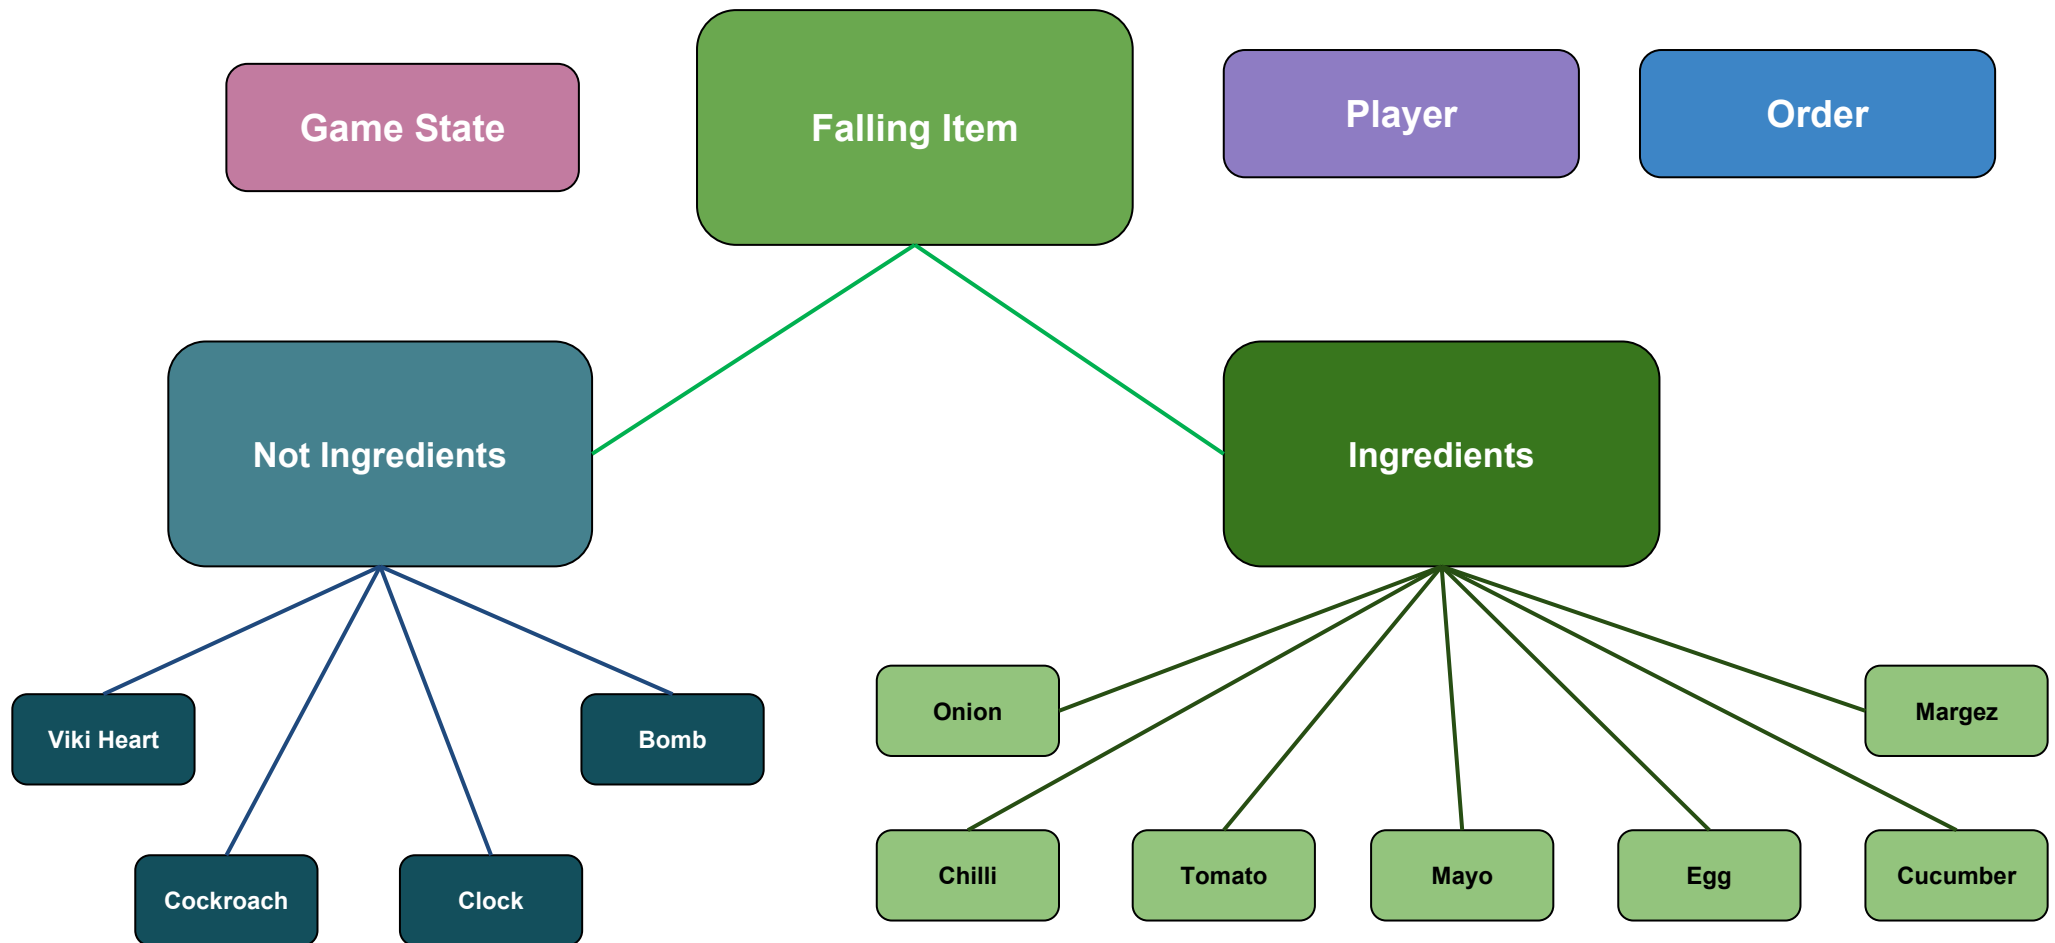 Game State
Falling Item
Player
Order
Not Ingredients
Ingredients
Viki Heart
Bomb
Cockroach
Clock
Onion
Margez
Chilli
Tomato
Mayo
Egg
Cucumber